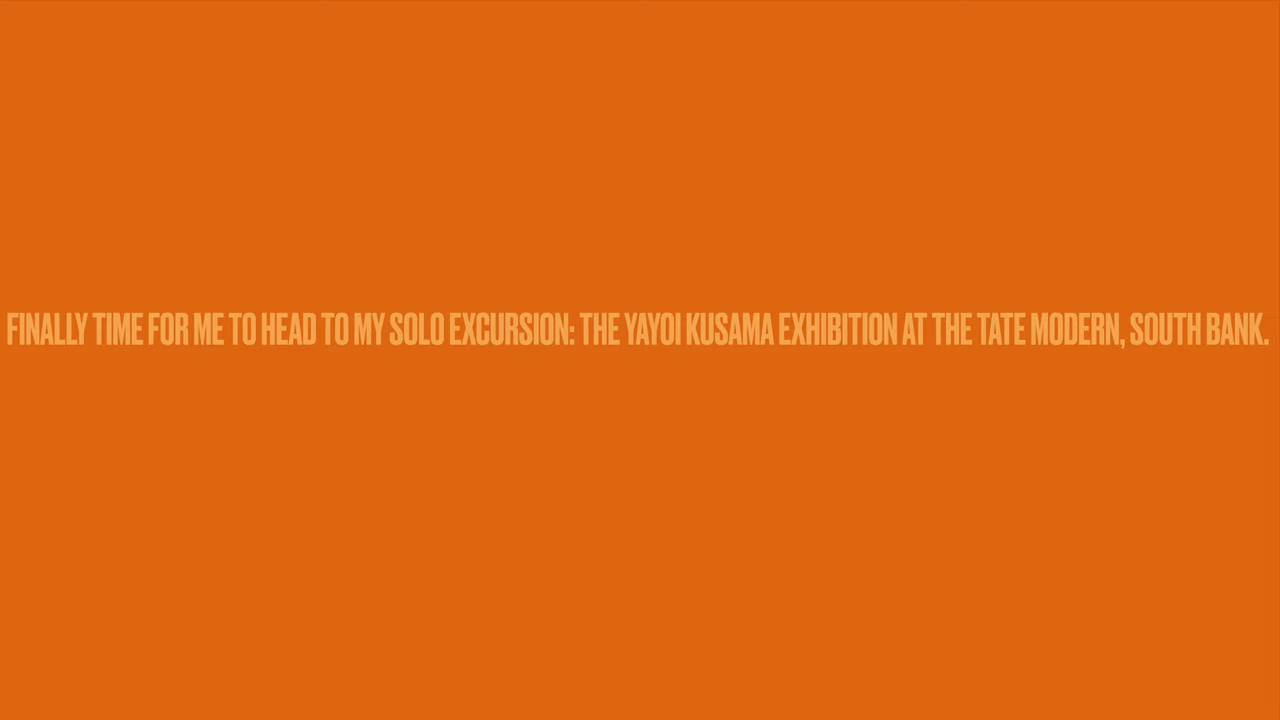 FINALLY TIME FOR ME TO HEAD TO MY SOLO EXCURSION: THE YAYOI KUSAMA EXHIBITION AT THE TATE MODERN, SOUTH BANK.